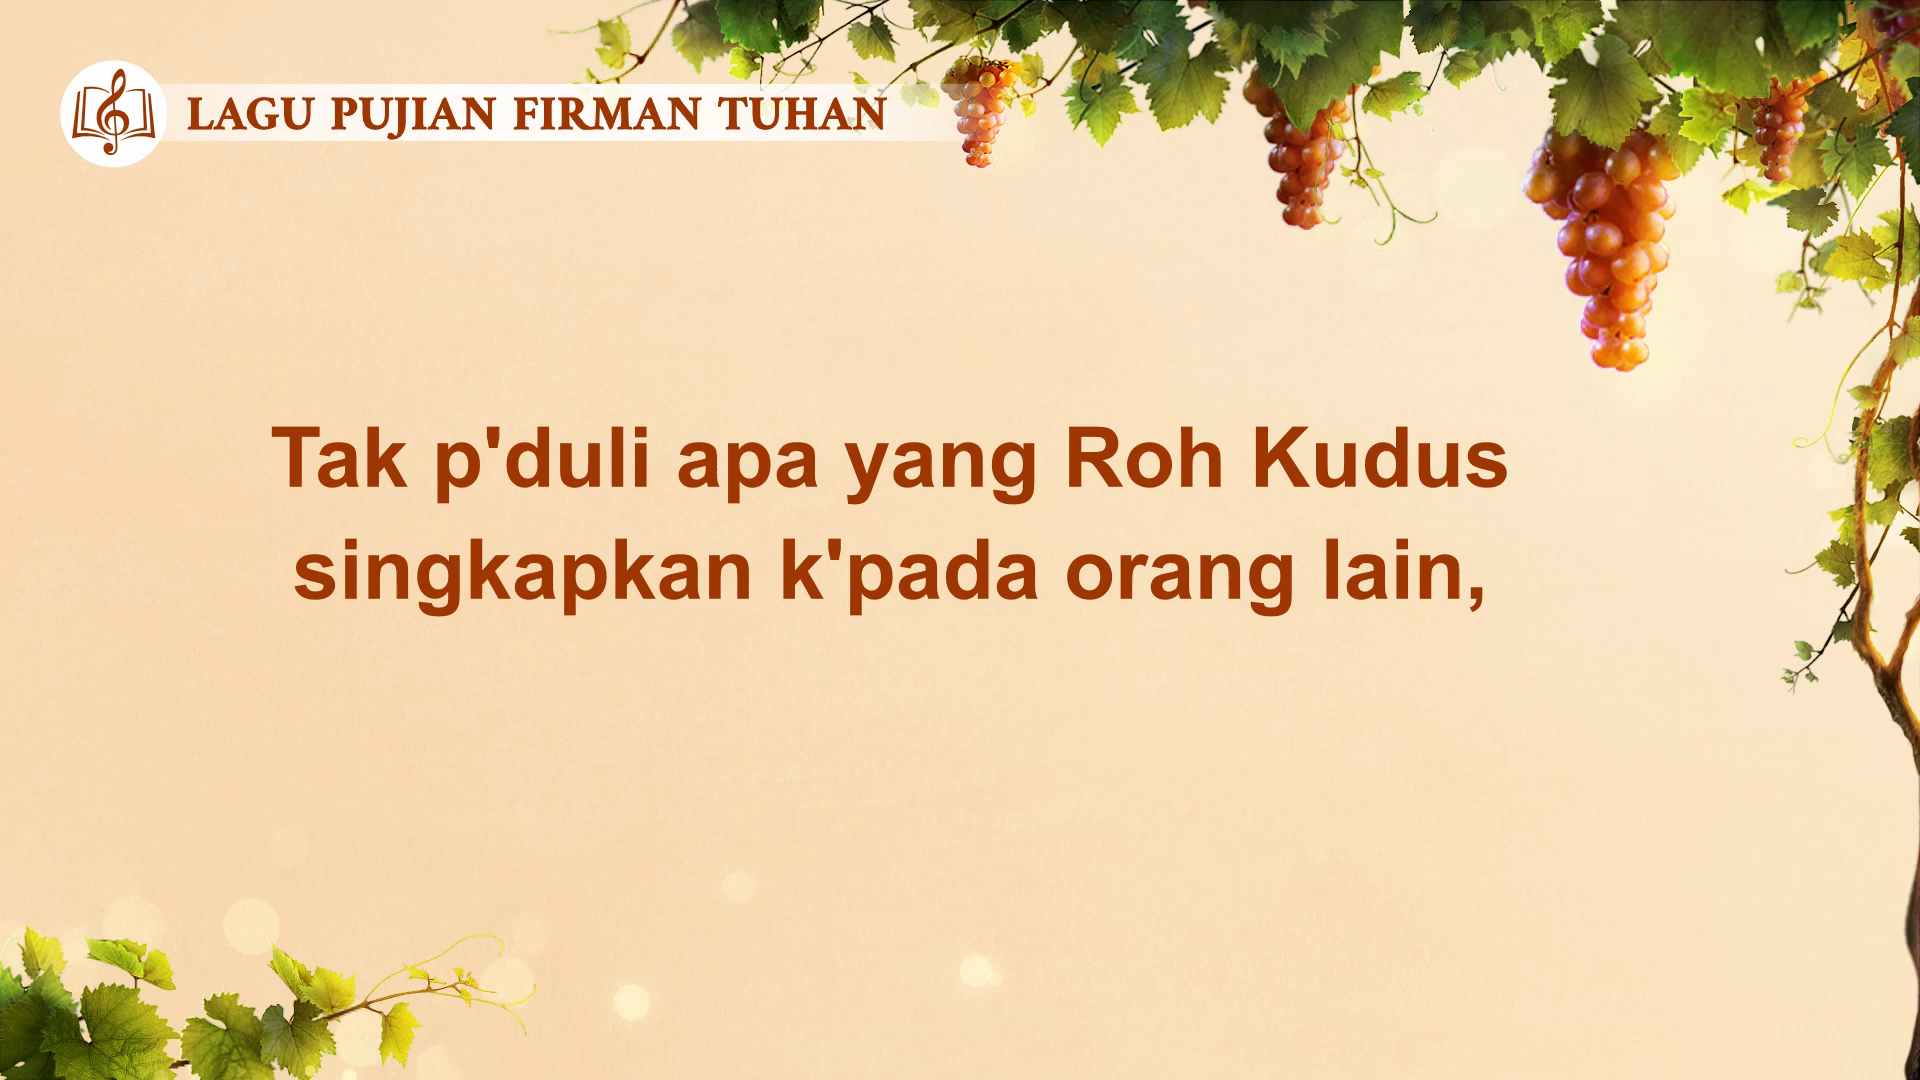 LAGU PUJIAN FIRMAN TUHAN
Tak p'duli apa yang Roh Kudus
singkapkan k'pada orang lain,